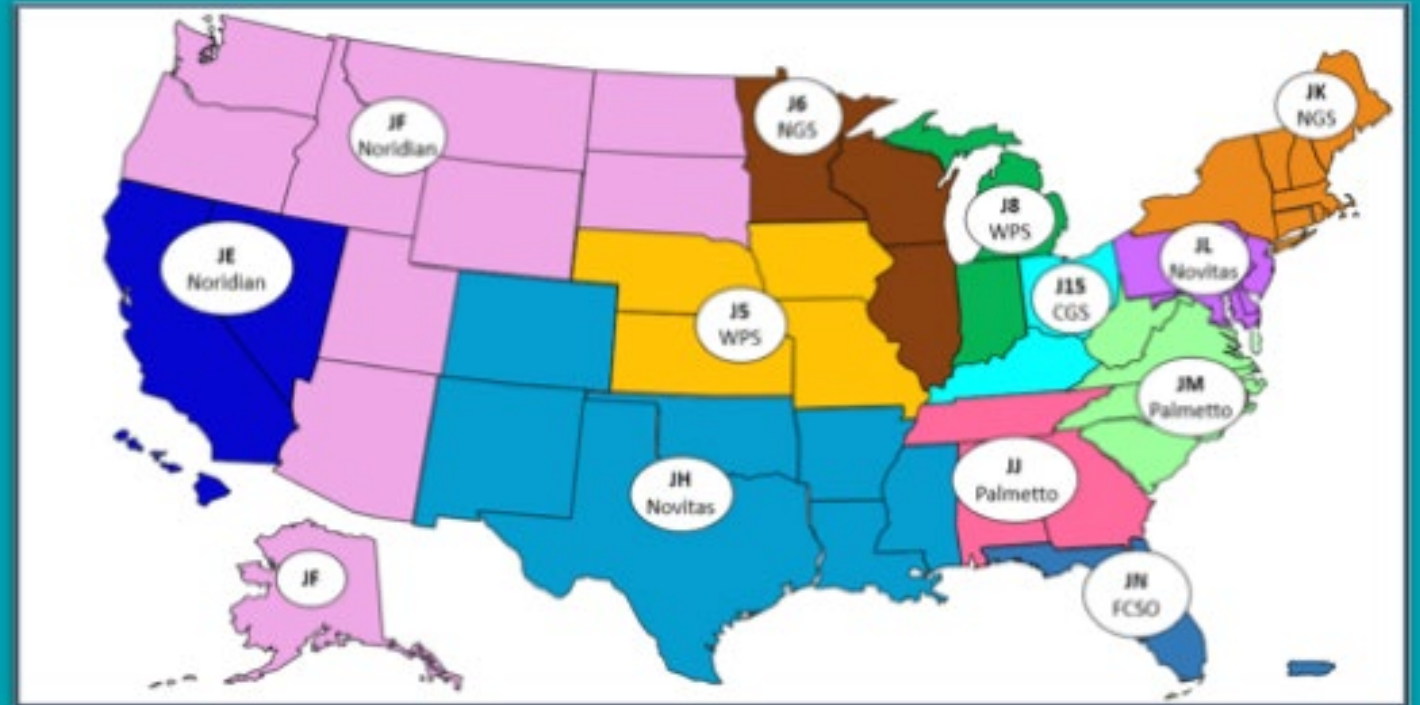 JF
Noridian
J6
NGS
JK
NGS
JE
Noridian
J8
WPS
JL
Novitas
J15
CGS
J5
WPS
JM
Palmetto
JH
Novitas
JJ
Palmetto
JF
JN
FCSO